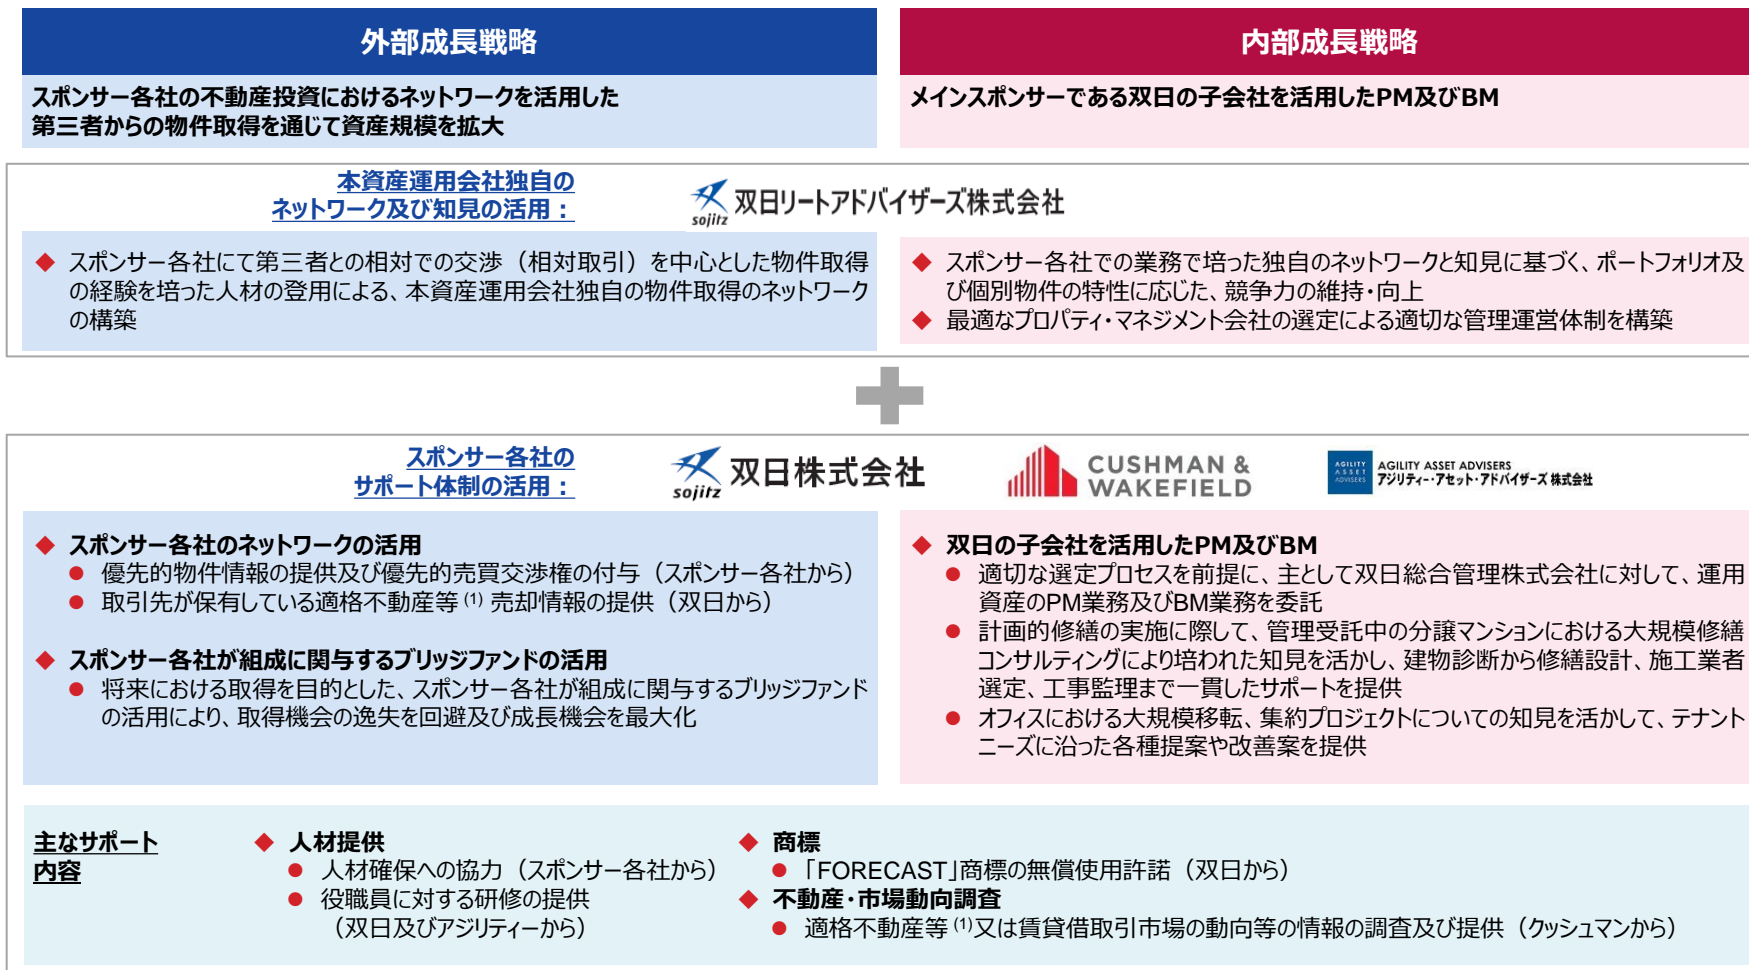 外部成長戦略
スポンサー各社の不動産投資におけるネットワークを活用した
第三者からの物件取得を通じて資産規模を拡大
内部成長戦略
メインスポンサーである双日の子会社を活用したPM及びBM
本資産運用会社独自の
ネットワーク及び知見の活用：
sojitz 双日リートアドバイザーズ株式会社
◆ スポンサー各社にて第三者との相対での交渉（相対取引）を中心とした物件取得
の経験を培った人材の登用による、本資産運用会社独自の物件取得のネットワーク
の構築
◆ スポンサー各社での業務で培った独自のネットワークと知見に基づく、ポートフォリオ及
び個別物件の特性に応じた、競争力の維持・向上
◆ 最適なプロパティ・マネジメント会社の選定による適切な管理運営体制を構築
スポンサー各社の
サポート体制の活用：
sojitz 双日株式会社
CUSHMAN &
WAKEFIELD
AGILITY
ASSET
ADVISERS
AGILITY ASSET ADVISERS
アジリティー・アセット・アドバイザーズ 株式会社
◆ スポンサー各社のネットワークの活用
● 優先的物件情報の提供及び優先的売買交渉権の付与（スポンサー各社から）
● 取引先が保有している適格不動産等(1) 売却情報の提供（双日から）
◆ スポンサー各社が組成に関与するブリッジファンドの活用
● 将来における取得を目的とした、スポンサー各社が組成に関与するブリッジファンド
の活用により、取得機会の逸失を回避及び成長機会を最大化
◆ 双日の子会社を活用したPM及びBM
● 適切な選定プロセスを前提に、主として双日総合管理株式会社に対して、運用
資産のPM業務及びBM業務を委託
● 計画的修繕の実施に際して、管理受託中の分譲マンションにおける大規模修繕
コンサルティングにより培われた知見を活かし、建物診断から修繕設計、施工業者
選定、工事監理まで一貫したサポートを提供
● オフィスにおける大規模移転、集約プロジェクトについての知見を活かして、テナント
ニーズに沿った各種提案や改善案を提供
主なサポート
内容
◆ 人材提供
● 人材確保への協力（スポンサー各社から）
● 役職員に対する研修の提供
（双日及びアジリティーから）
◆ 商標
● 「FORECAST」商標の無償使用許諾（双日から）
◆ 不動産・市場動向調査
● 適格不動産等(1)又は賃貸借取引市場の動向等の情報の調査及び提供（クッシュマンから）